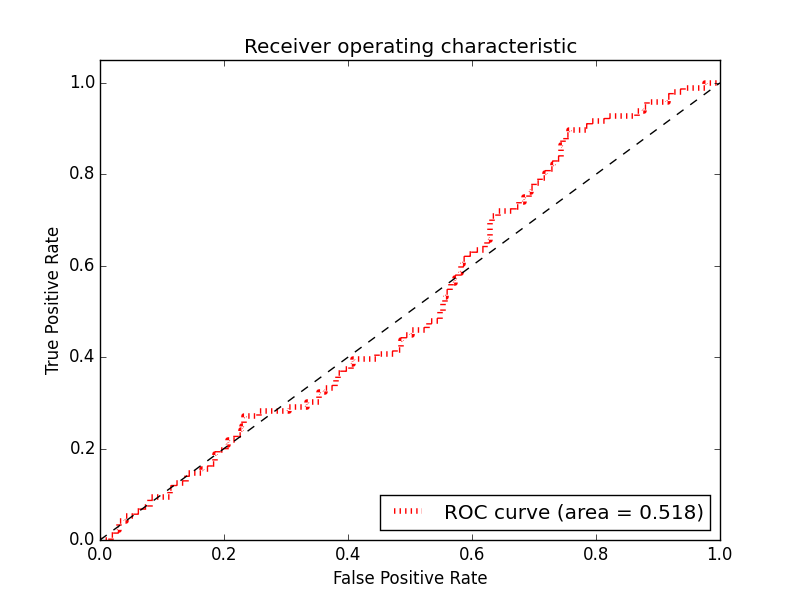 Receiver operating characteristic
True Positive Rate
1.0
0.8
0.6
0.4
0.2
0.0
ROC curve (area = 0.518)
0.0 0.2 0.4 0.6 0.8 1.0
False Positive Rate